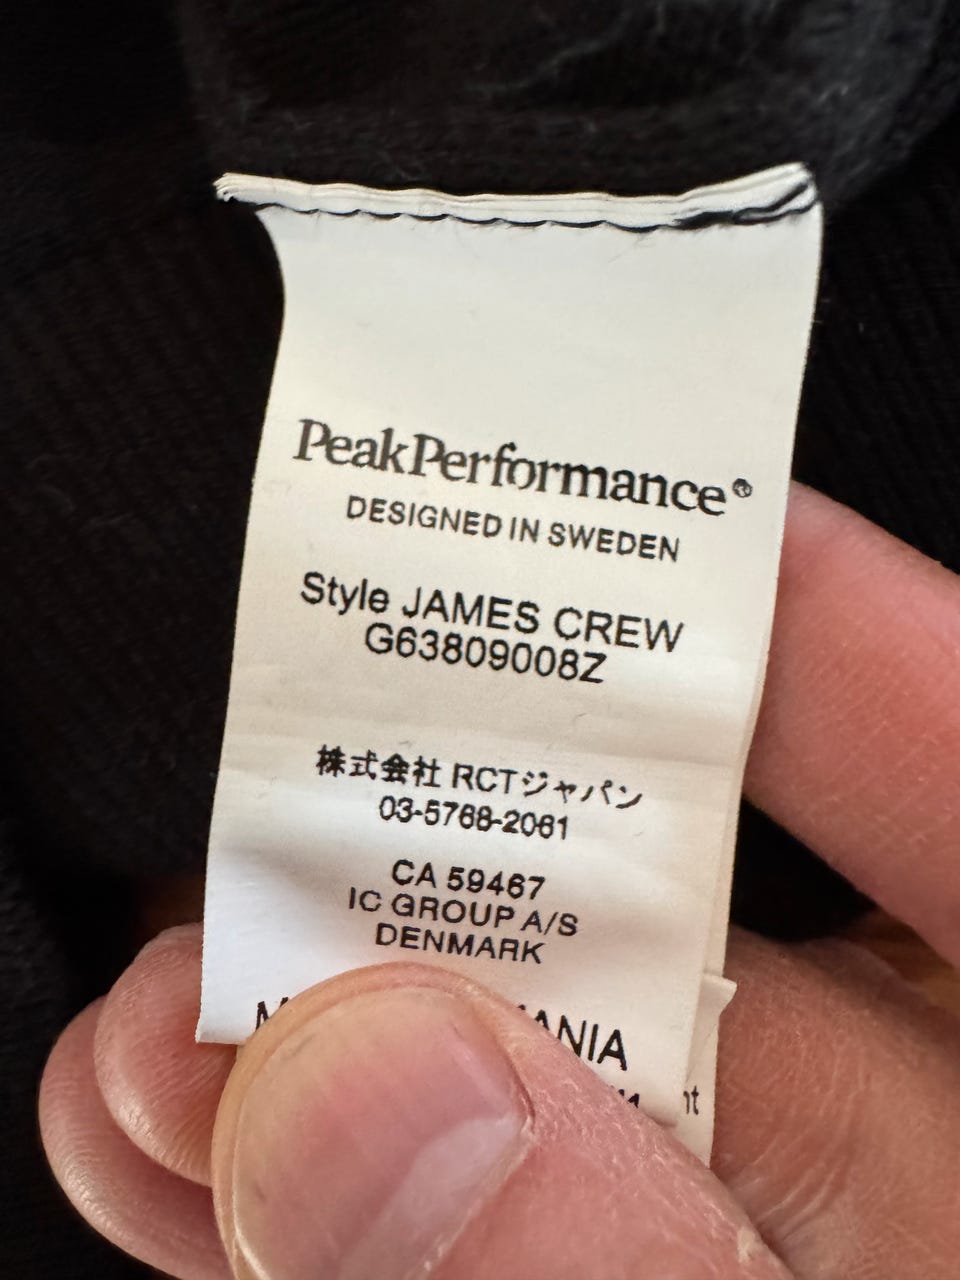 PeakPerformance®
DESIGNED IN SWEDEN
Style JAMES CREW
G63809008Z
株式会社 RCTジャパン
03-5768-2061
CA 59467
IC GROUP A/S
DENMARK